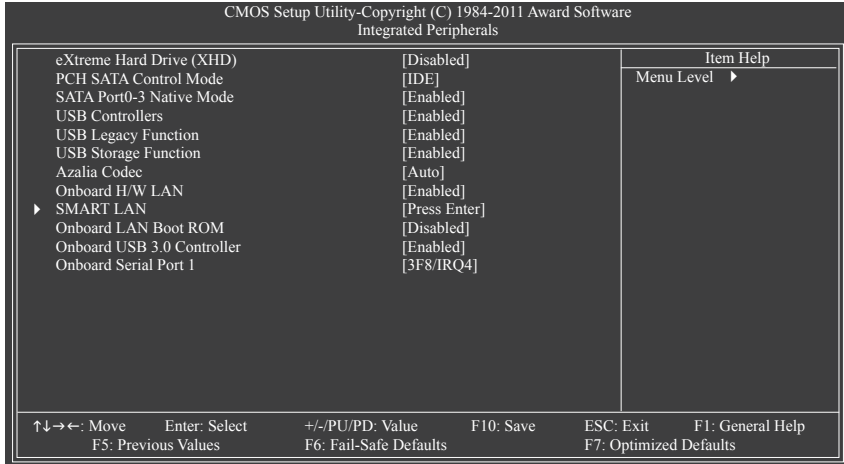 CMOS Setup Utility-Copyright (C) 1984-2011 Award Software
Integrated Peripherals
eXtreme Hard Drive (XHD) [Disabled]
PCH SATA Control Mode [IDE]
SATA Port0-3 Native Mode [Enabled]
USB Controllers [Enabled]
USB Legacy Function [Enabled]
USB Storage Function [Enabled]
Azalia Codec [Auto]
Onboard H/W LAN [Enabled]
SMART LAN [Press Enter]
Onboard LAN Boot ROM [Disabled]
Onboard USB 3.0 Controller [Enabled]
Onboard Serial Port 1 [3F8/IRQ4]
Item Help
Menu Level
↑↓→←: Move Enter: Select +/-/PU/PD: Value F10: Save ESC: Exit F1: General Help
F5: Previous Values F6: Fail-Safe Defaults F7: Optimized Defaults